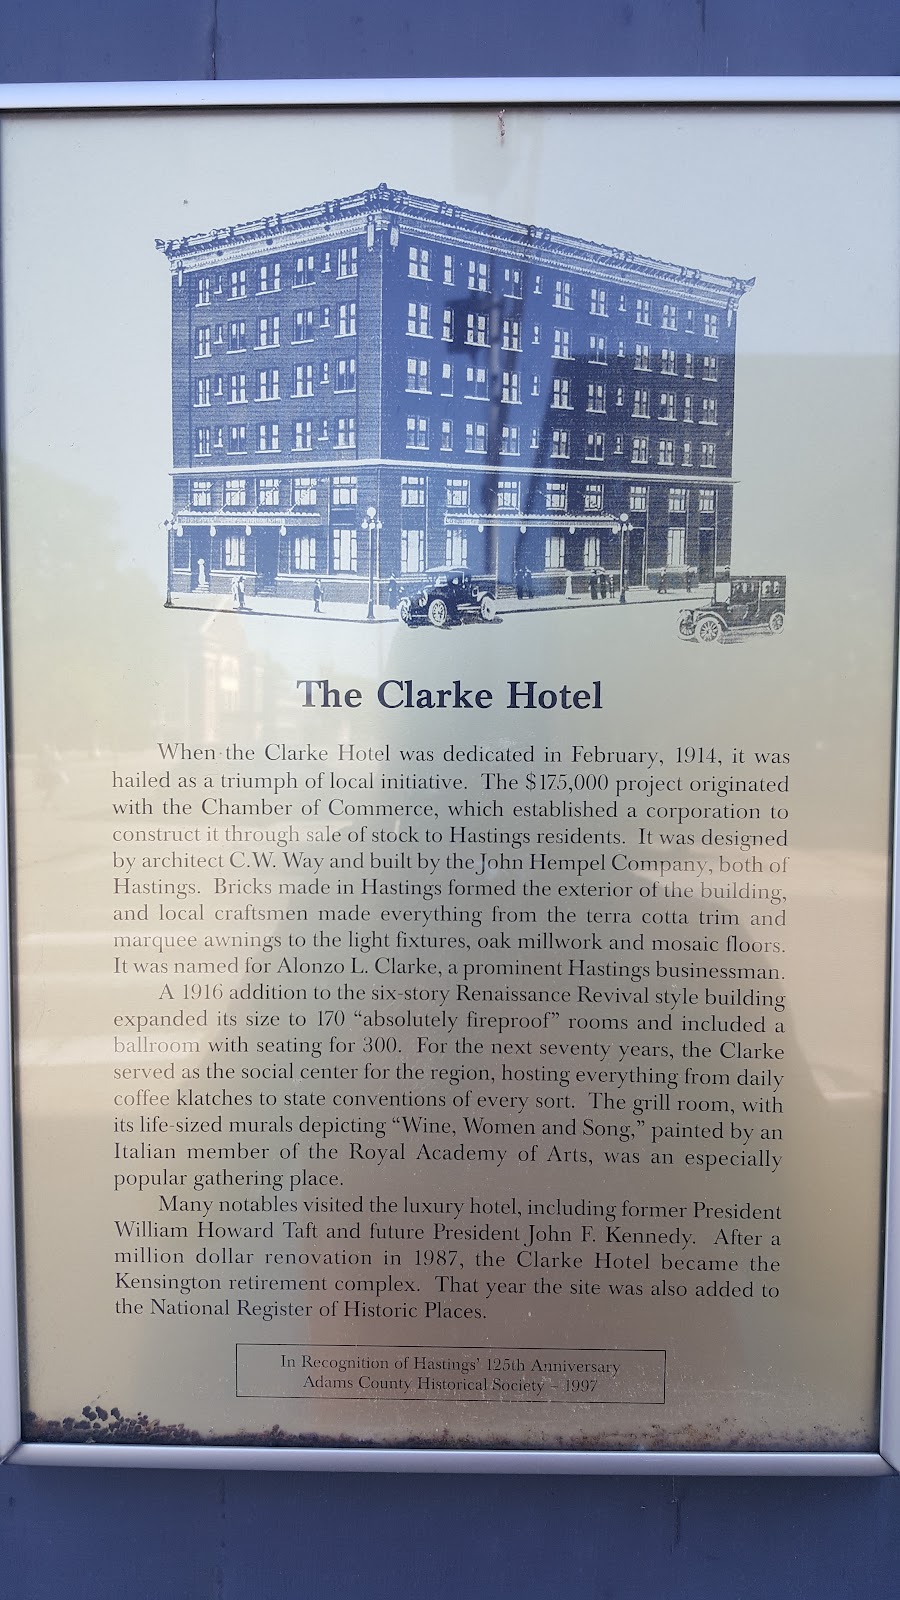 The Clarke Hotel
When the Clarke Hotel was dedicated in February, 1914, it was
hailed as a triumph of local initiative. The $175,000 project originated
with the Chamber of Commerce, which established a corporation to
construct it through sale of stock to Hastings residents. It was designed
by architect C.W. Way and built by the John Hempel Company, both of
Hastings. Bricks made in Hastings formed the exterior of the building,
and local craftsmen made everything from the terra cotta trim and
marquee awnings to the light fixtures, oak millwork and mosaic floors.
It was named for Alonzo L. Clarke, a prominent Hastings businessman.
A 1916 addition to the six-story Renaissance Revival style building
expanded its size to 170 “absolutely fireproof” rooms and included a
ballroom with seating for 300. For the next seventy years, the Clarke
served as the social center for the region, hosting everything from daily
coffee klatches to state conventions of every sort. The grill room, with
its life-sized murals depicting “Wine, Women and Song,” painted by an
Italian member of the Royal Academy of Arts, was an especially
popular gathering place.
Many notables visited the luxury hotel, including former President
William Howard Taft and future President John F. Kennedy. After a
million dollar renovation in 1987, the Clarke Hotel became the
Kensington retirement complex. That year the site was also added to
the National Register of Historic Places.
In Recognition of Hastings’ 125th Anniversary
Adams County Historical Society – 1997